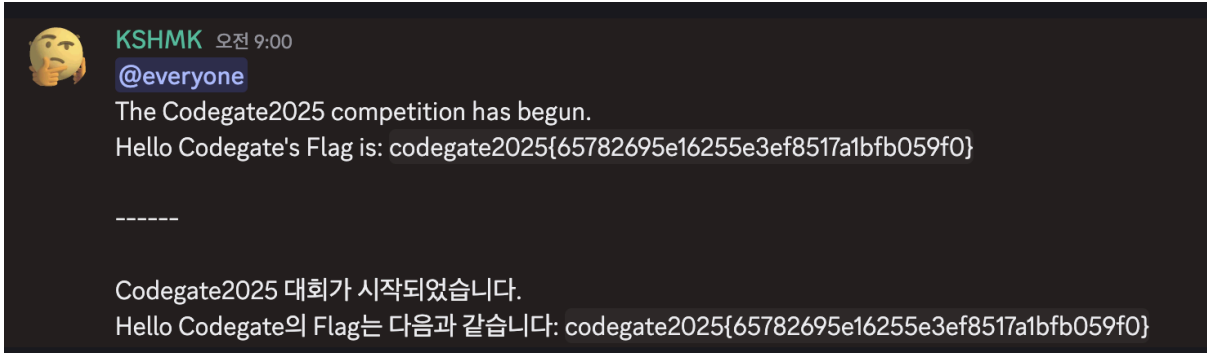 KSHMK 오전 9:00
@everyone
The Codegate2025 competition has begun.
Hello Codegate's Flag is: codegate2025{65782695e16255e3ef8517a1bfb059f0}
------
Codegate2025 대회가 시작되었습니다.
Hello Codegate의 Flag는 다음과 같습니다: codegate2025{65782695e16255e3ef8517a1bfb059f0}